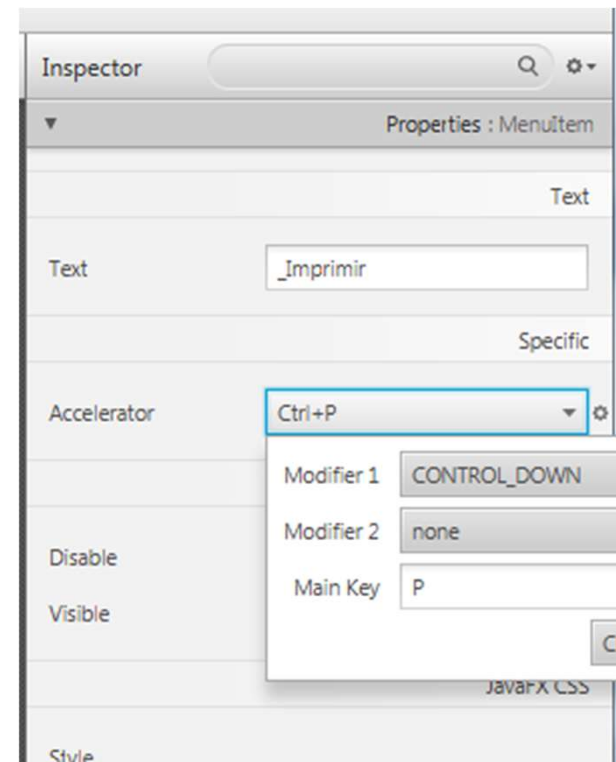 Inspector
Properties : MenuItem
Text
Text _Imprimir
Specific
Accelerator Ctrl+P
Modifier 1 CONTROL_DOWN
Modifier 2 none
Main Key P
Disable
Visible
C
JavaFX CSS
Style